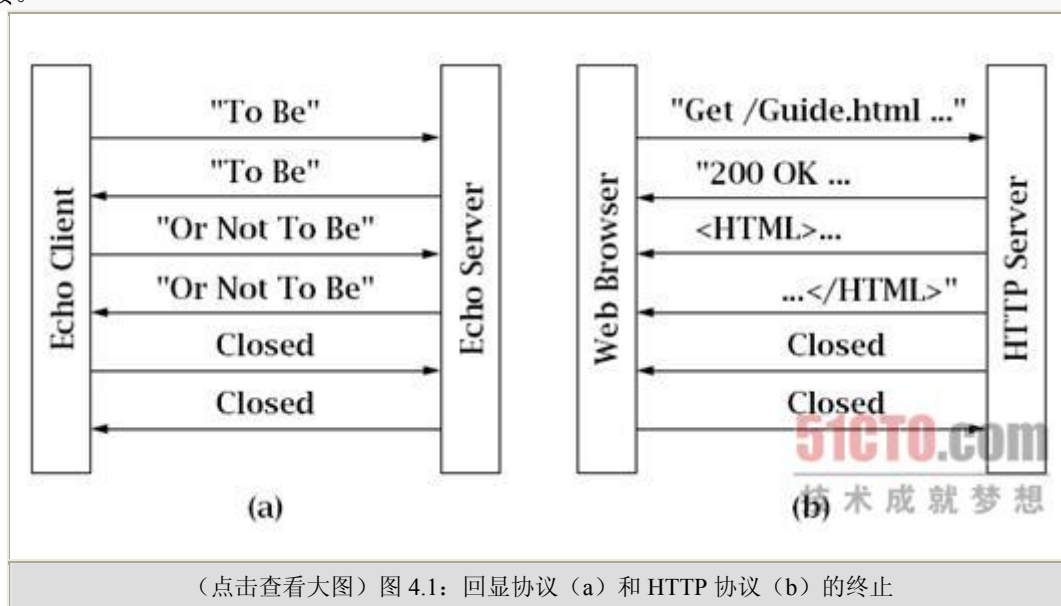 Echo Client
"To Be"
"To Be"
"Or Not To Be"
"Or Not To Be"
Closed
Closed
Echo Server
(a)
Web Browser
"Get /Guide.html ..."
"200 OK ...
<HTML>...
...</HTML>"
Closed
Closed
HTTP Server
(b)
51CTO.com
技术成就梦想
(点击查看大图)图 4.1:回显协议(a)和 HTTP 协议(b)的终止